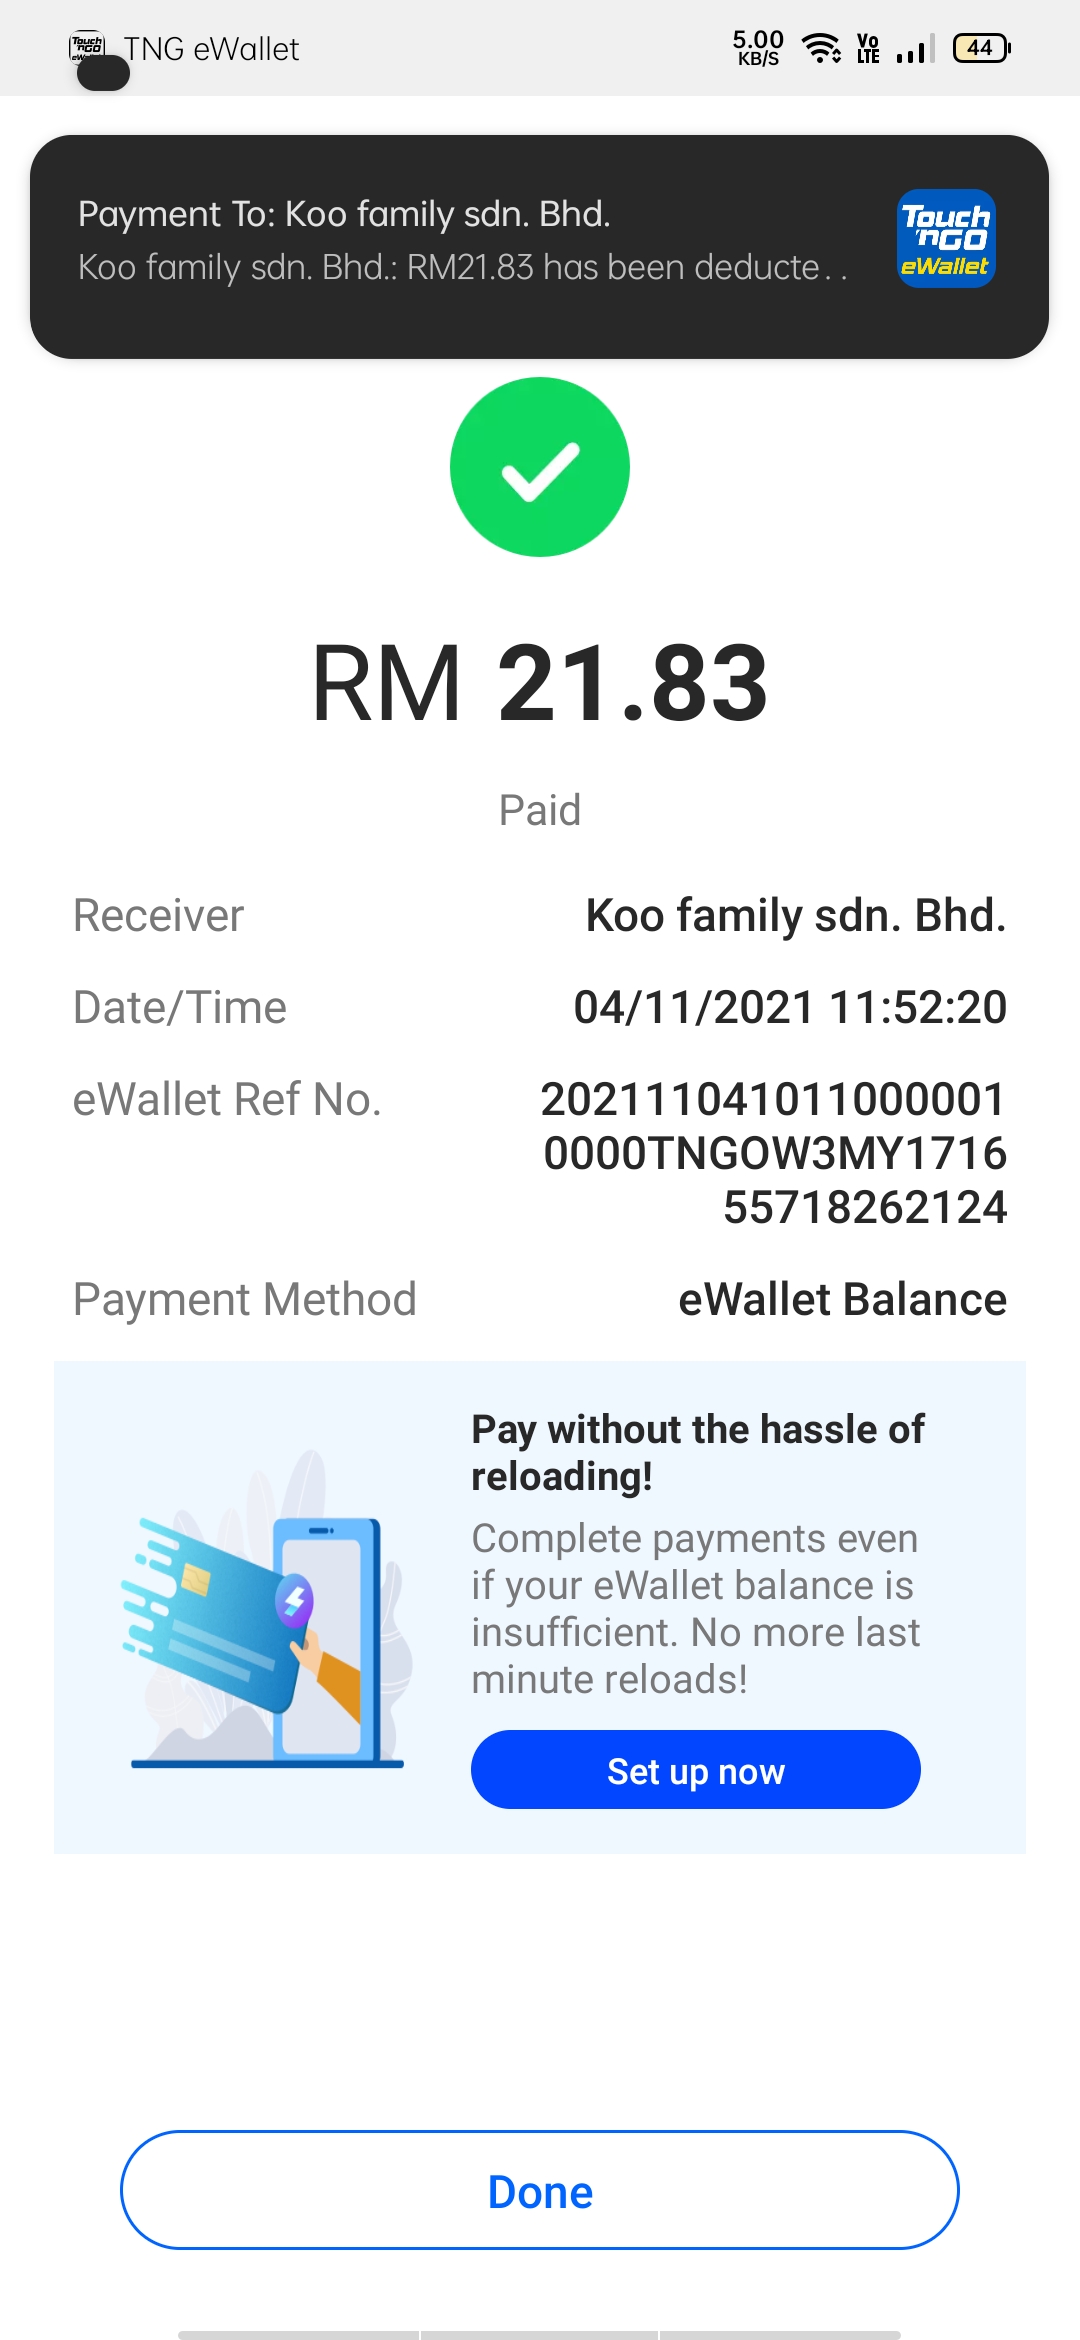 TNG eWallet
5.00
KB/S
Vo
LTE
44
Payment To: Koo family sdn. Bhd.
Koo family sdn. Bhd.: RM21.83 has been deducte...
Touch
'nGO
eWallet
RM 21.83
Paid
Receiver
Koo family sdn. Bhd.
Date/Time
04/11/2021 11:52:20
eWallet Ref No.
202111041011000001
0000TNGOW3MY1716
55718262124
Payment Method
eWallet Balance
Pay without the hassle of
reloading!
Complete payments even
if your eWallet balance is
insufficient. No more last
minute reloads!
Set up now
Done